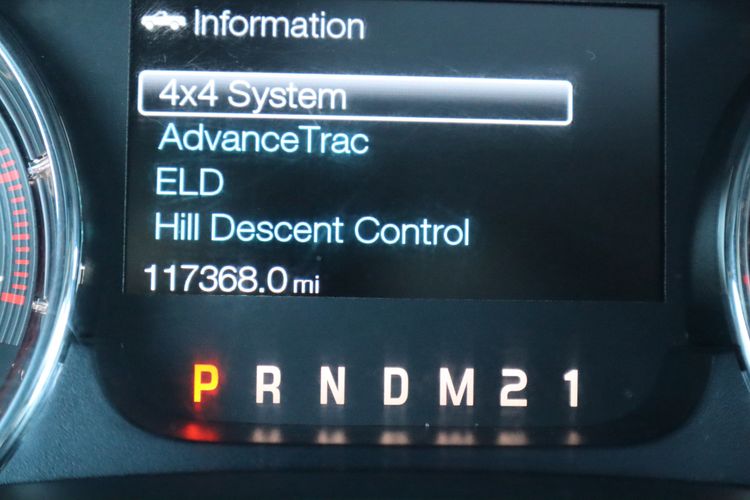 Information
4x4 System
AdvanceTrac
ELD
Hill Descent Control
117368.0 mi
P R N D M 2 1